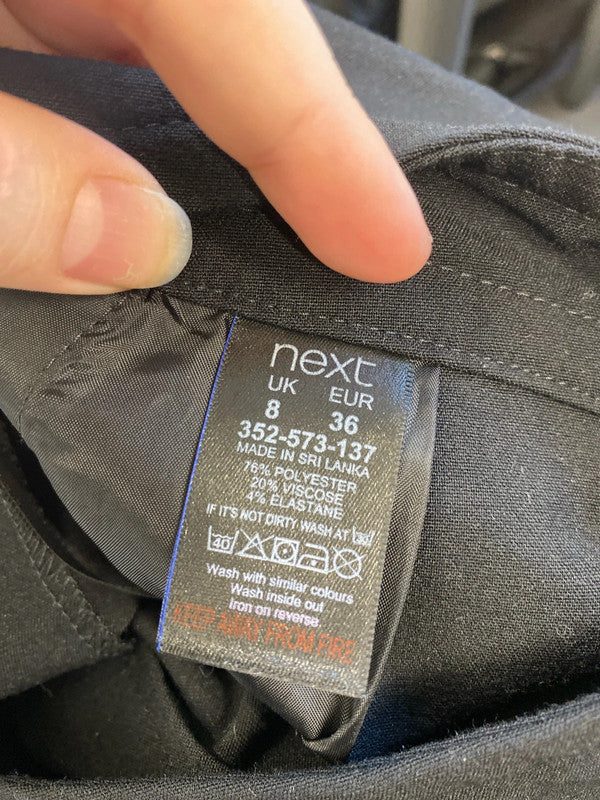 next
UK EUR
8 36
352-573-137
MADE IN SRI LANKA
76% POLYESTER
20% VISCOSE
4% ELASTANE
IF IT'S NOT DIRTY WASH AT 30
40
Wash with similar colours
Wash inside out
Iron on reverse.
KEEP AWAY FROM FIRE